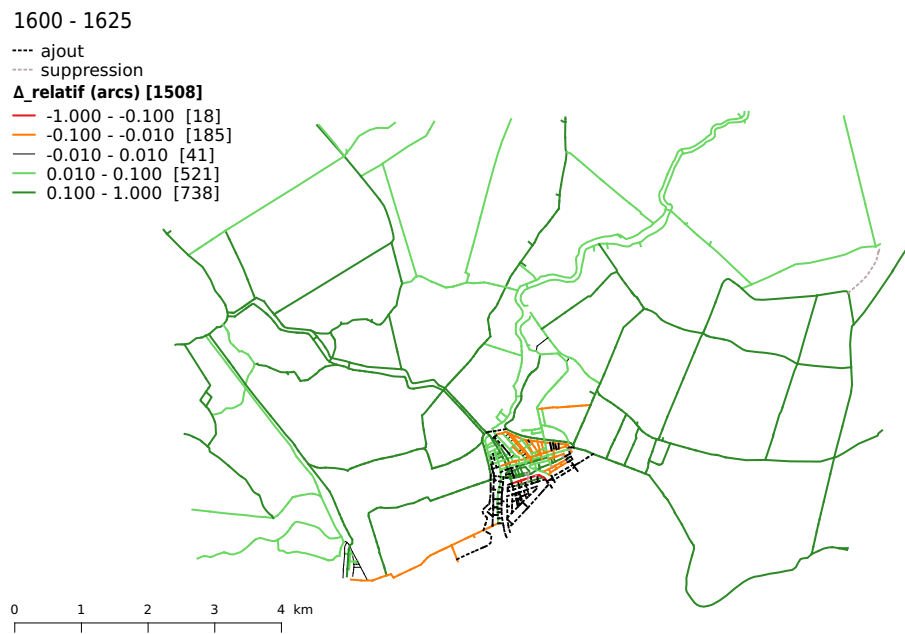 1600 - 1625
ajout
suppression
Δ_relatif (arcs) [1508]
-1.000 - -0.100 [18]
-0.100 - -0.010 [185]
-0.010 - 0.010 [41]
0.010 - 0.100 [521]
0.100 - 1.000 [738]
0 1 2 3 4 km